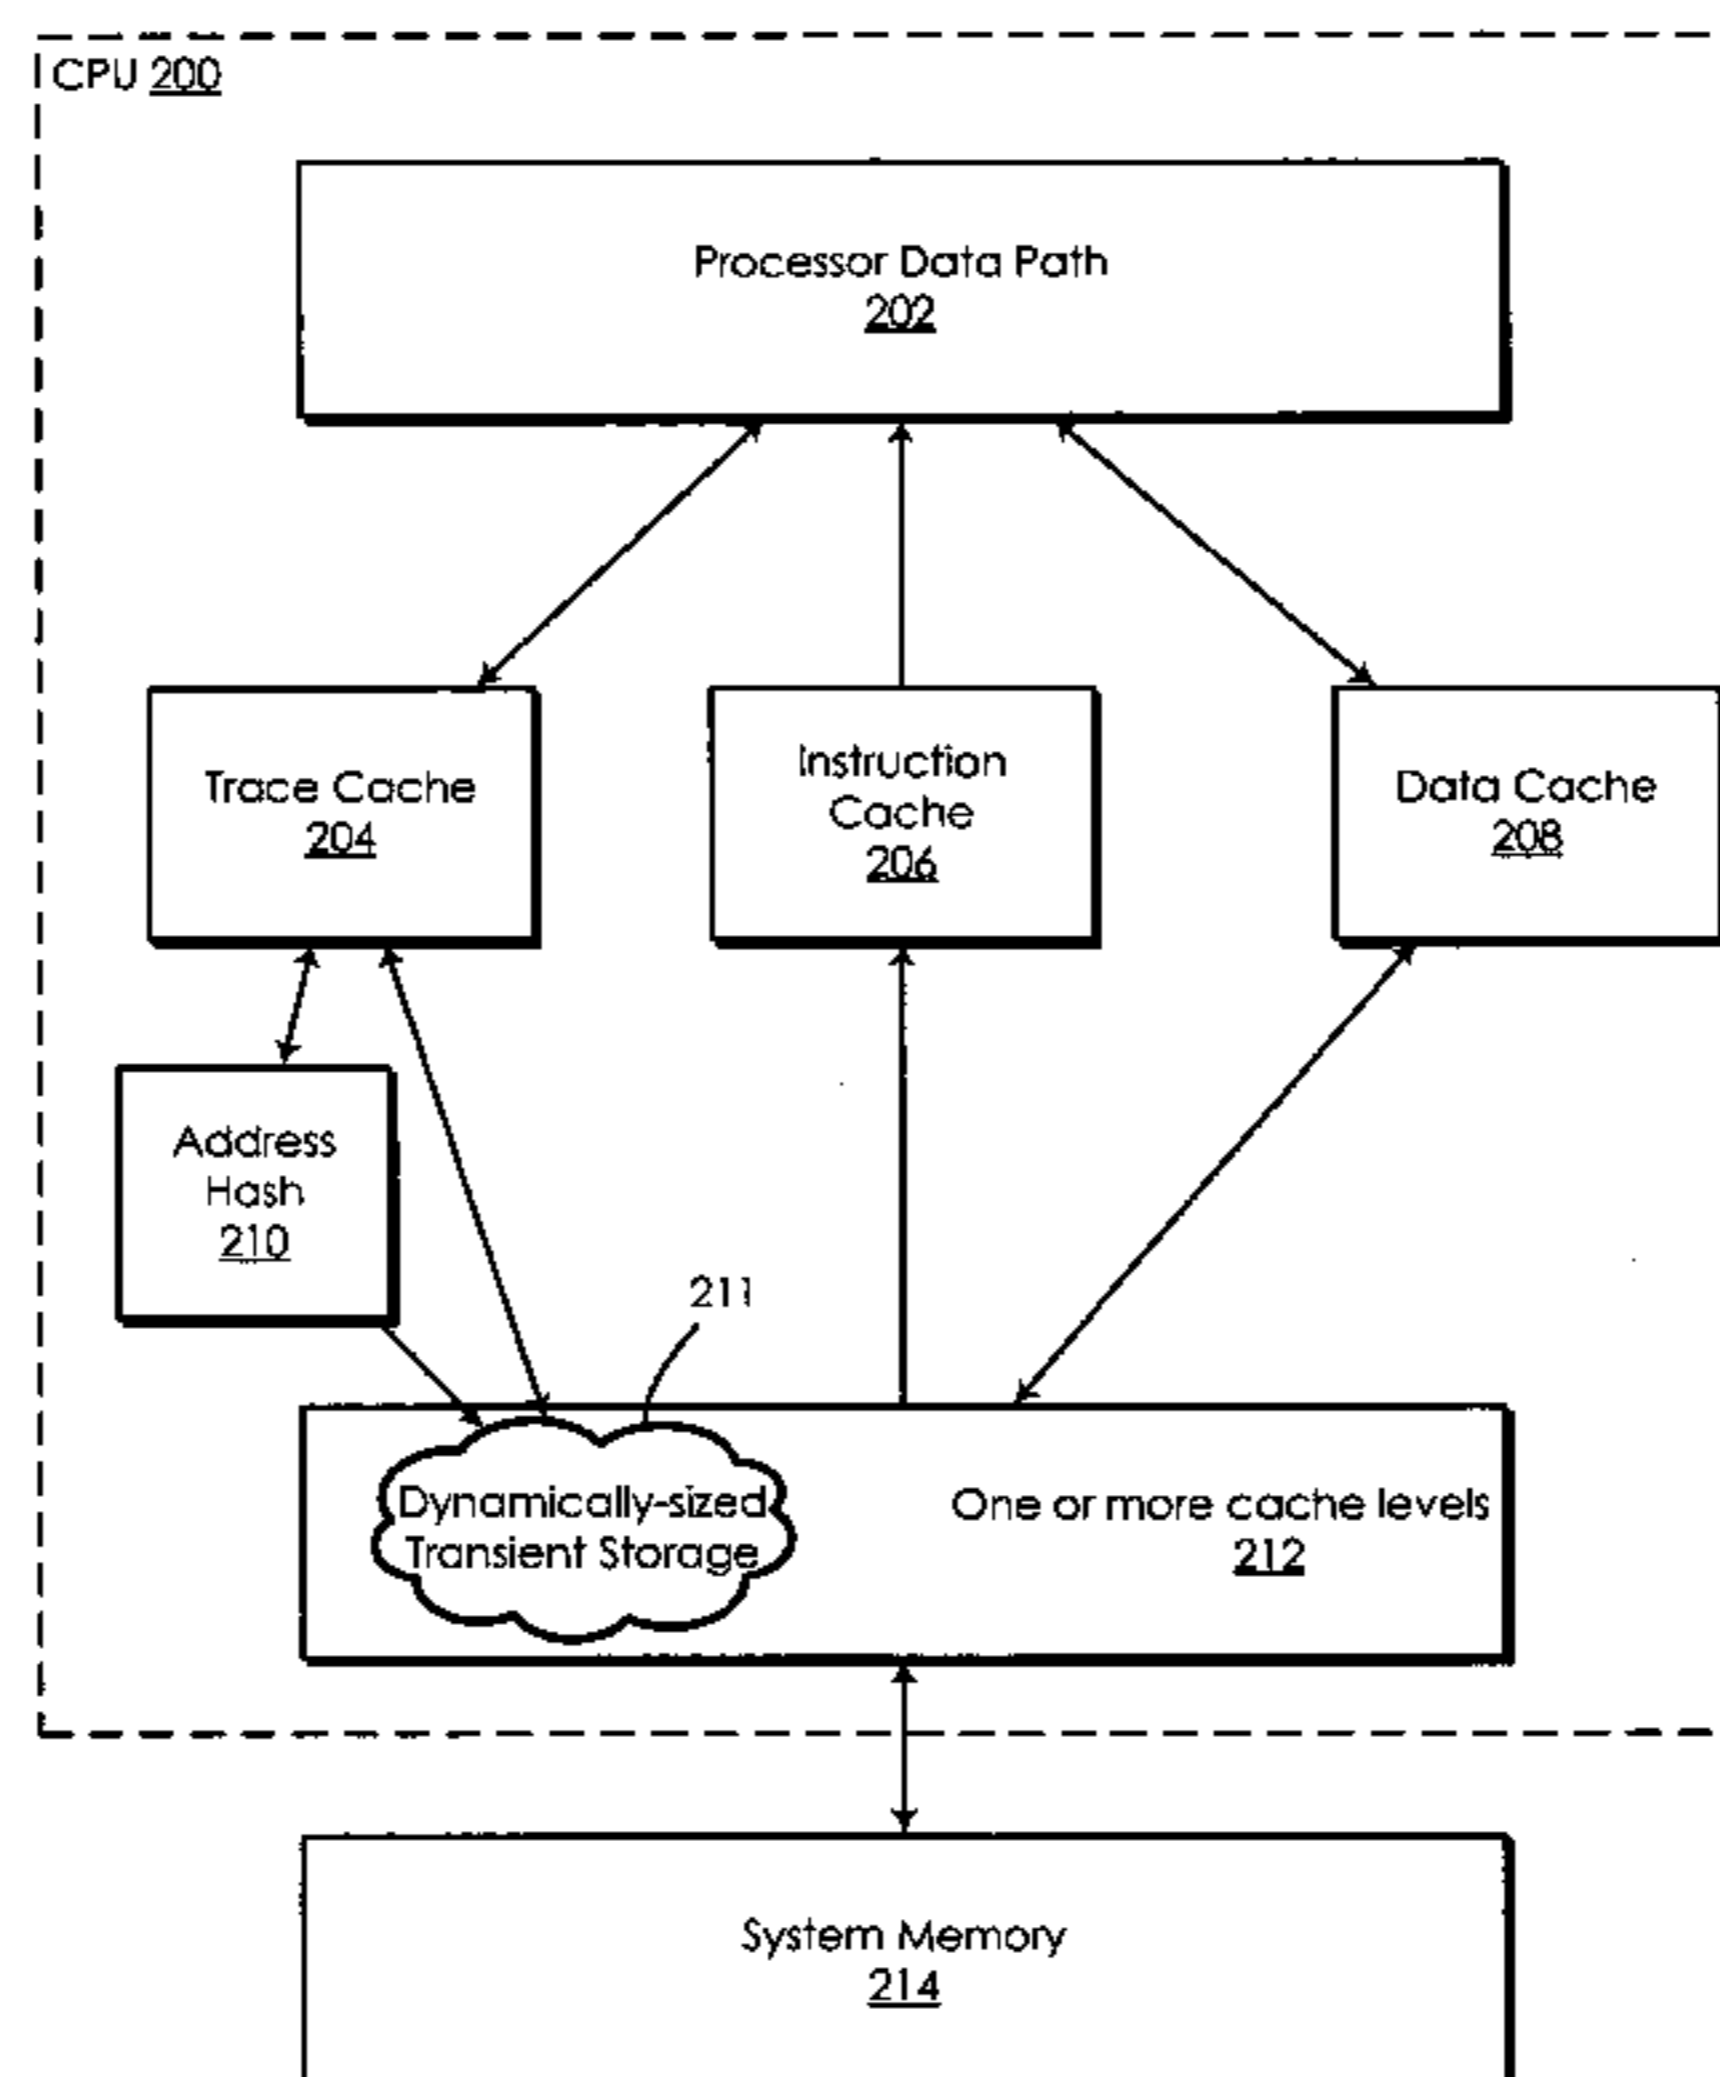 CPU 200
Processor Data Path
202
Trace Cache
204
Instruction
Cache
206
Data Cache
208
Address
Hash
210
211
Dynamically-sized
Transient Storage
One or more cache levels
212
System Memory
214